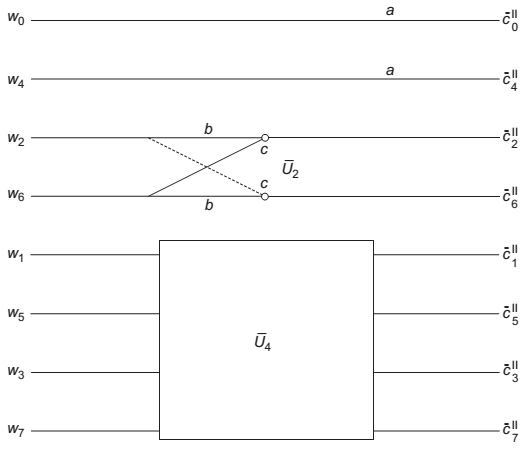 w₀ a c̄₀ᴵᴵ
w₄ a c̄₄ᴵᴵ
w₂ b c c̄₂ᴵᴵ
Ū₂
w₆ b c c̄₆ᴵᴵ
w₁ c̄₁ᴵᴵ
w₅ c̄₅ᴵᴵ
Ū₄
w₃ c̄₃ᴵᴵ
w₇ c̄₇ᴵᴵ